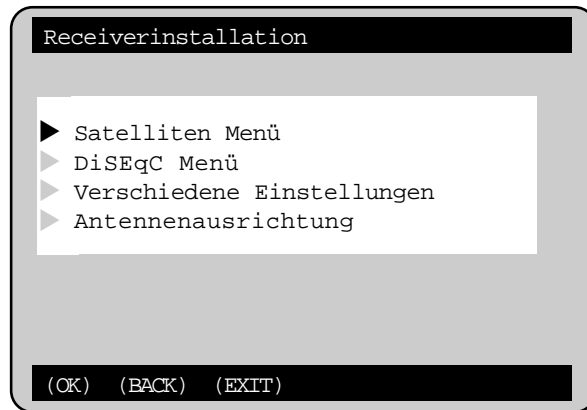 Receiverinstallation
Satelliten Menü
DiSEqC Menü
Verschiedene Einstellungen
Antennenausrichtung
(OK) (BACK) (EXIT)